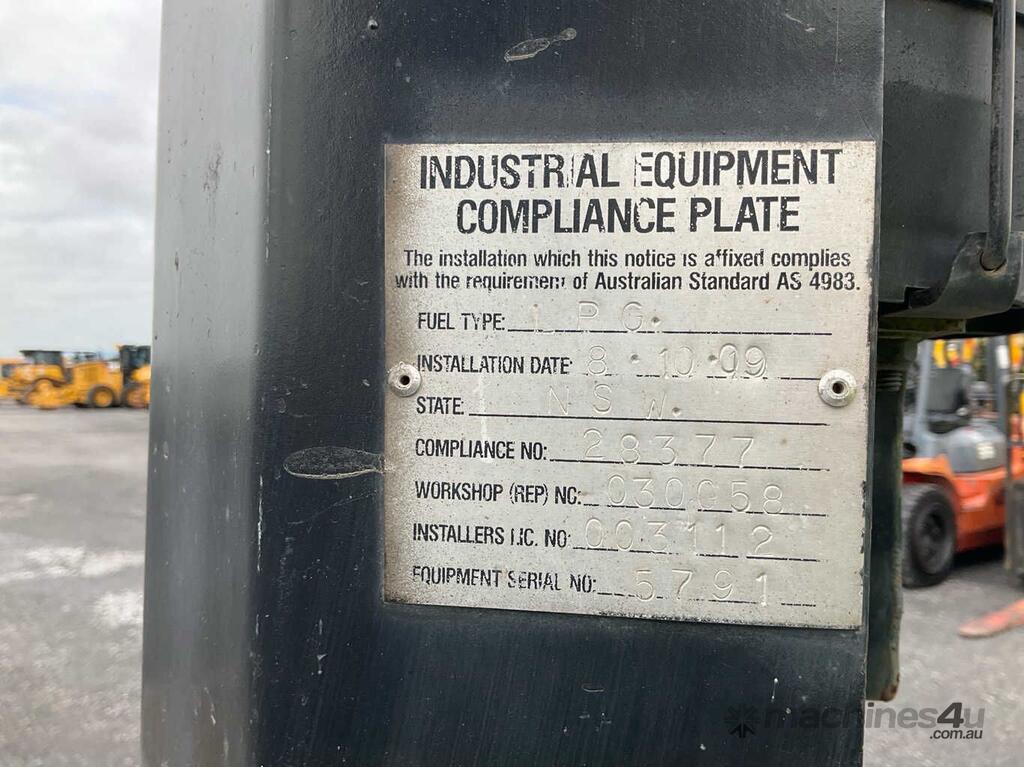 INDUSTRIAL EQUIPMENT
COMPLIANCE PLATE
The installation which this notice is affixed complies
with the requirement of Australian Standard AS 4983.
FUEL TYPE: LPG.
INSTALLATION DATE: 8.10.09
STATE: NSW.
COMPLIANCE NO: 28377
WORKSHOP (REP) NO: 030058
INSTALLERS LIC. NO: 003112
EQUIPMENT SERIAL NO: 5791
machines4u
.com.au